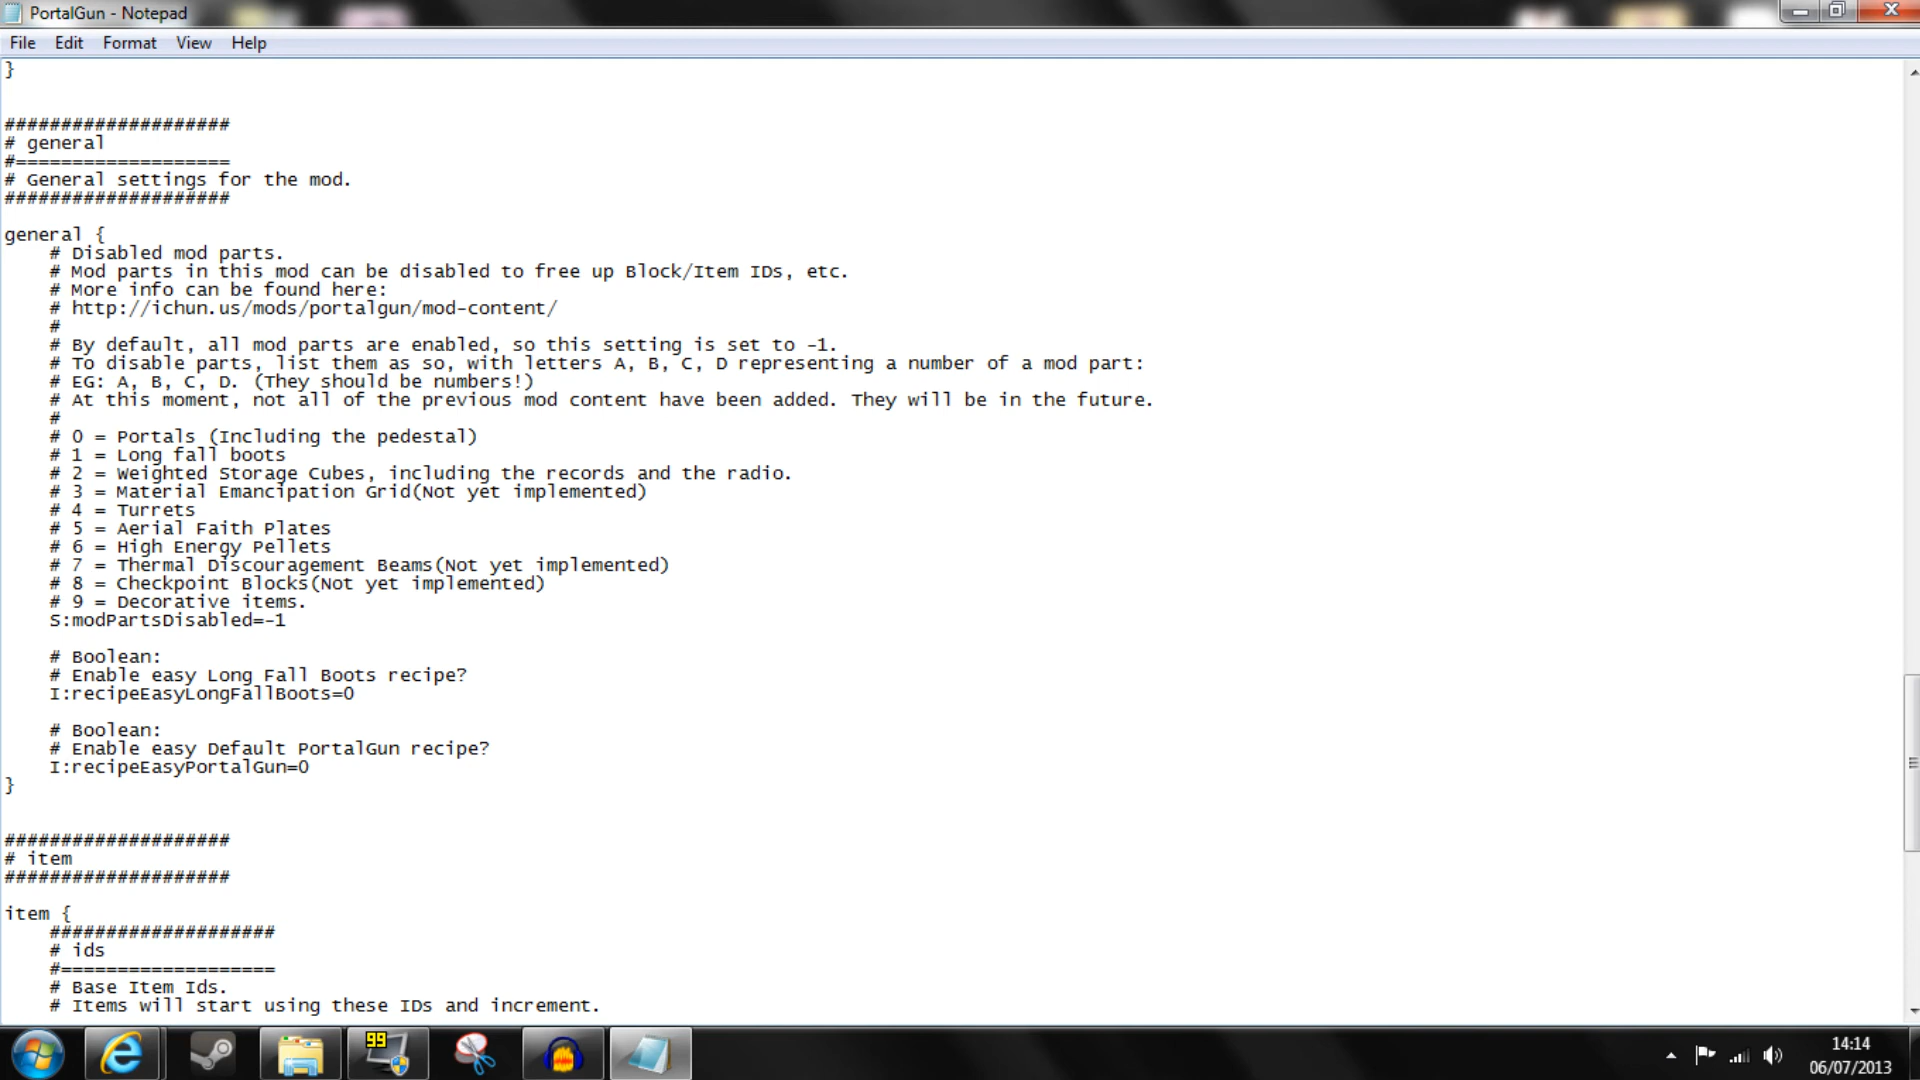 PortalGun - Notepad
File Edit Format View Help
}
####################
# general
#===================
# General settings for the mod.
####################
general {
# Disabled mod parts.
# Mod parts in this mod can be disabled to free up Block/Item IDs, etc.
# More info can be found here:
# http://ichun.us/mods/portalgun/mod-content/
#
# By default, all mod parts are enabled, so this setting is set to -1.
# To disable parts, list them as so, with letters A, B, C, D representing a number of a mod part:
# EG: A, B, C, D. (They should be numbers!)
# At this moment, not all of the previous mod content have been added. They will be in the future.
#
# 0 = Portals (Including the pedestal)
# 1 = Long fall boots
# 2 = Weighted Storage Cubes, including the records and the radio.
# 3 = Material Emancipation Grid(Not yet implemented)
# 4 = Turrets
# 5 = Aerial Faith Plates
# 6 = High Energy Pellets
# 7 = Thermal Discouragement Beams(Not yet implemented)
# 8 = Checkpoint Blocks(Not yet implemented)
# 9 = Decorative items.
S:modPartsDisabled=-1
# Boolean:
# Enable easy Long Fall Boots recipe?
I:recipeEasyLongFallBoots=0
# Boolean:
# Enable easy Default PortalGun recipe?
I:recipeEasyPortalGun=0
}
####################
# item
####################
item {
####################
# ids
#===================
# Base Item Ids.
# Items will start using these IDs and increment.
99
14:14
06/07/2013